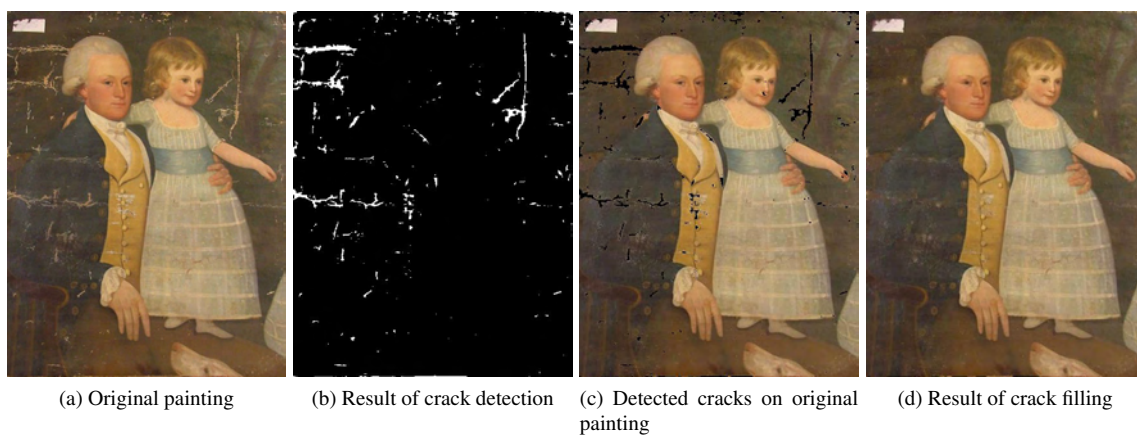 (a) Original painting
(b) Result of crack detection
(c) Detected cracks on original
painting
(d) Result of crack filling